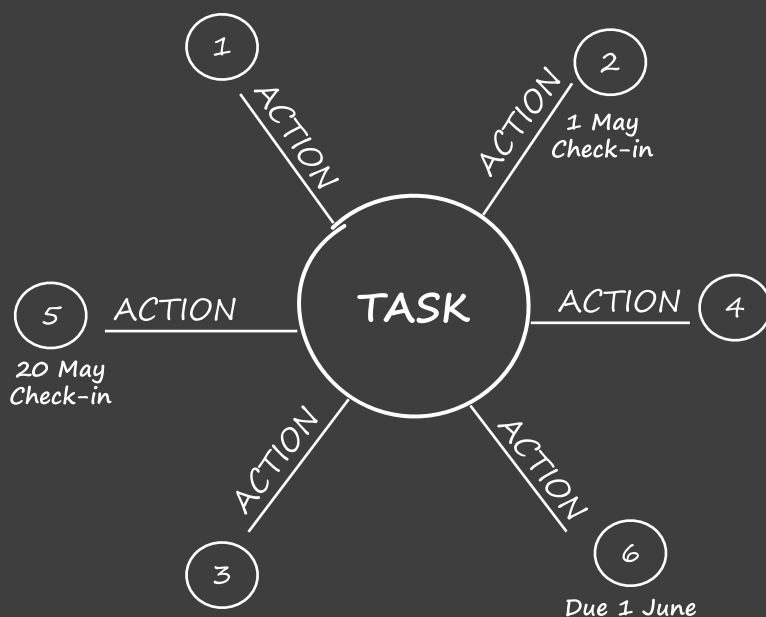 1
ACTION
2
ACTION
1 May
Check-in
TASK
5
ACTION
20 May
Check-in
ACTION
4
ACTION
3
ACTION
6
Due 1 June